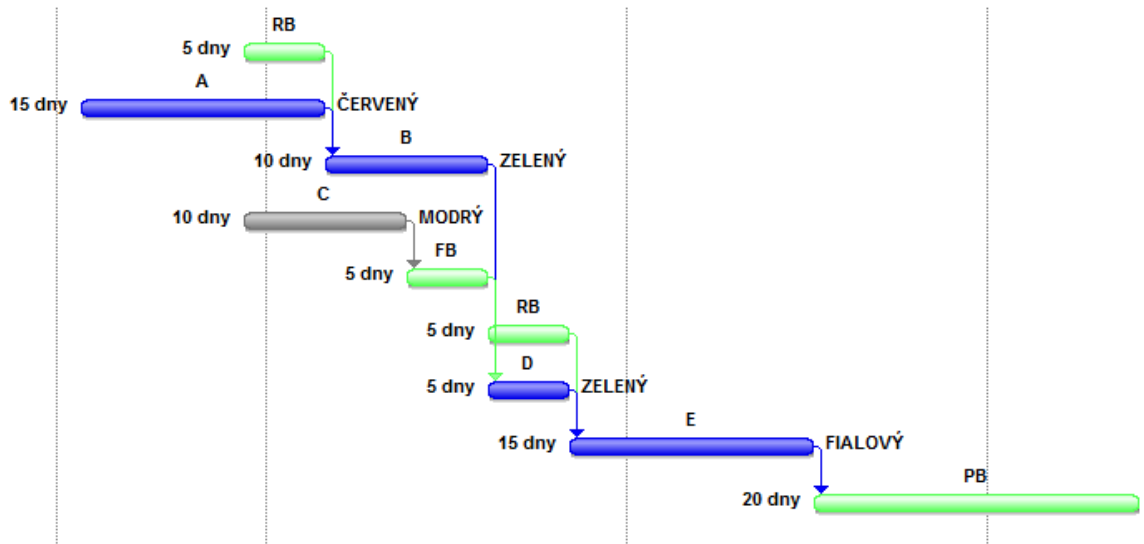 RB
5 dny
A
15 dny ČERVENÝ
B
10 dny ZELENÝ
C
10 dny MODRÝ
FB
5 dny
RB
5 dny
D
5 dny ZELENÝ
E
15 dny FIALOVÝ
PB
20 dny